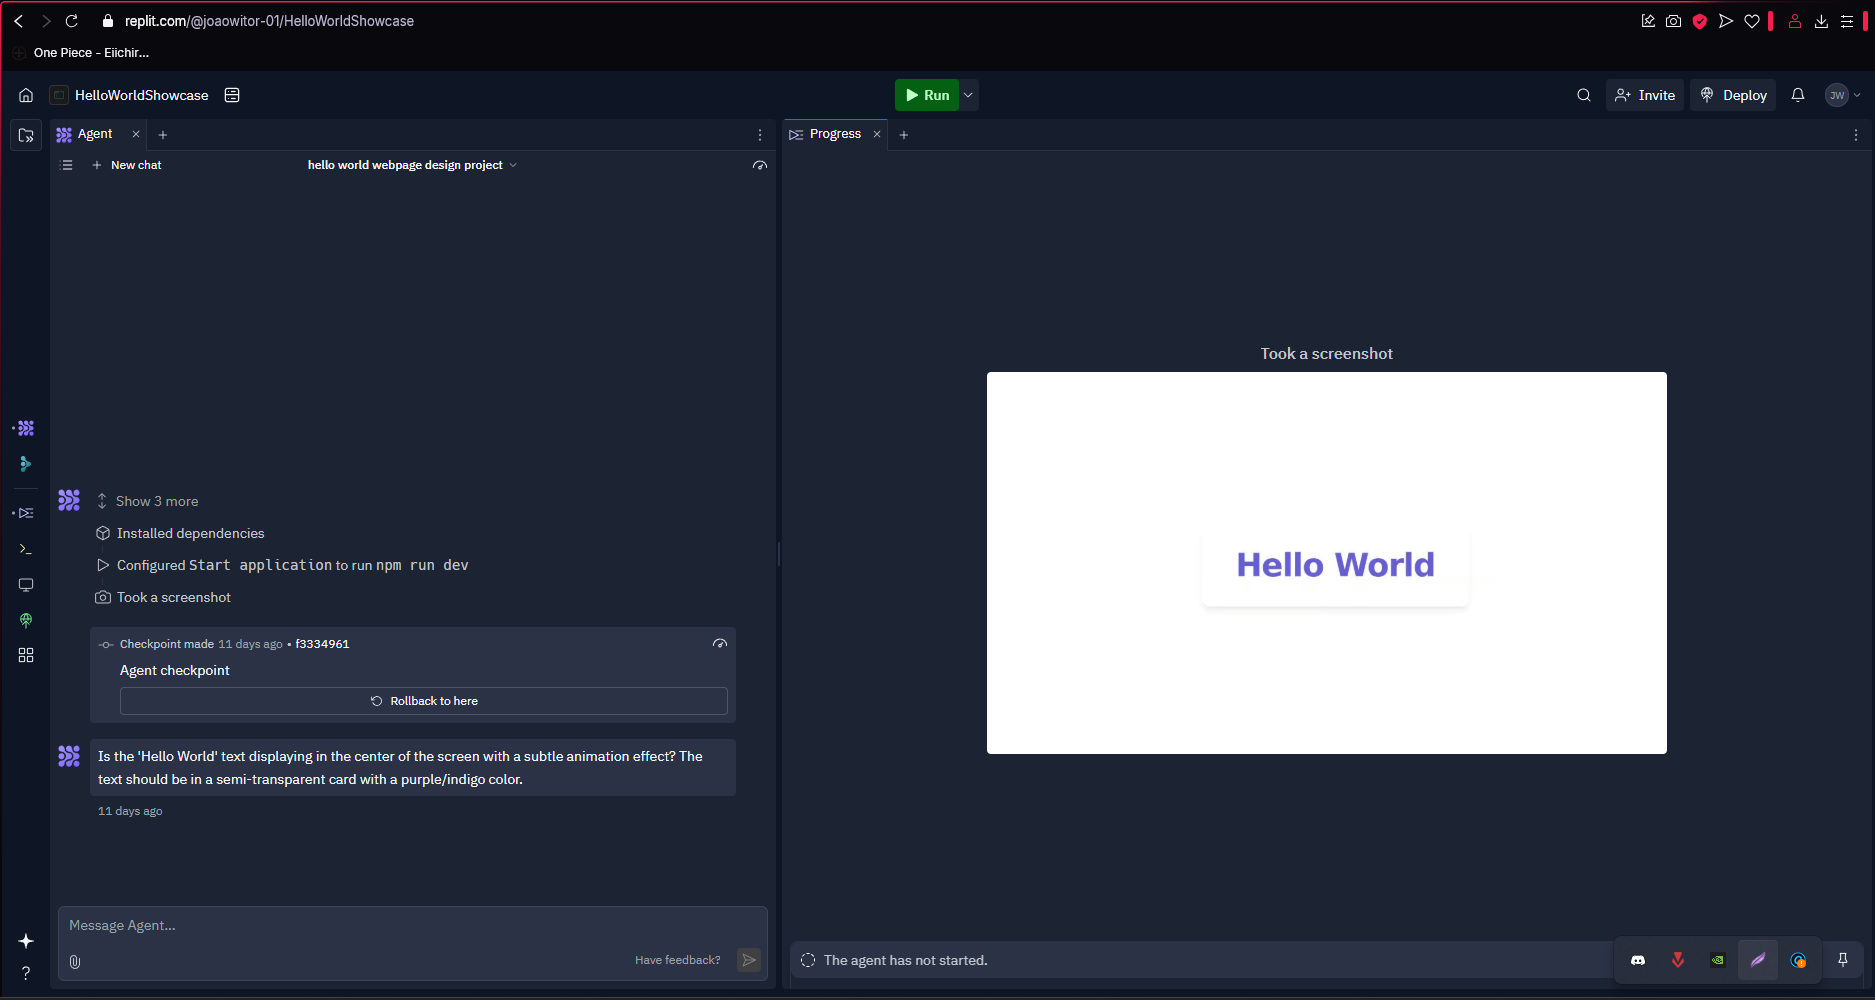 replit.com/@joaowitor-01/HelloWorldShowcase
One Piece - Eiichir...
HelloWorldShowcase
Run
Invite
Deploy
JW
Agent
Progress
New chat
hello world webpage design project
Show 3 more
Installed dependencies
Configured Start application to run npm run dev
Took a screenshot
Checkpoint made 11 days ago • f3334961
Agent checkpoint
Rollback to here
Is the 'Hello World' text displaying in the center of the screen with a subtle animation effect? The
text should be in a semi-transparent card with a purple/indigo color.
11 days ago
Message Agent...
Have feedback?
Took a screenshot
Hello World
The agent has not started.